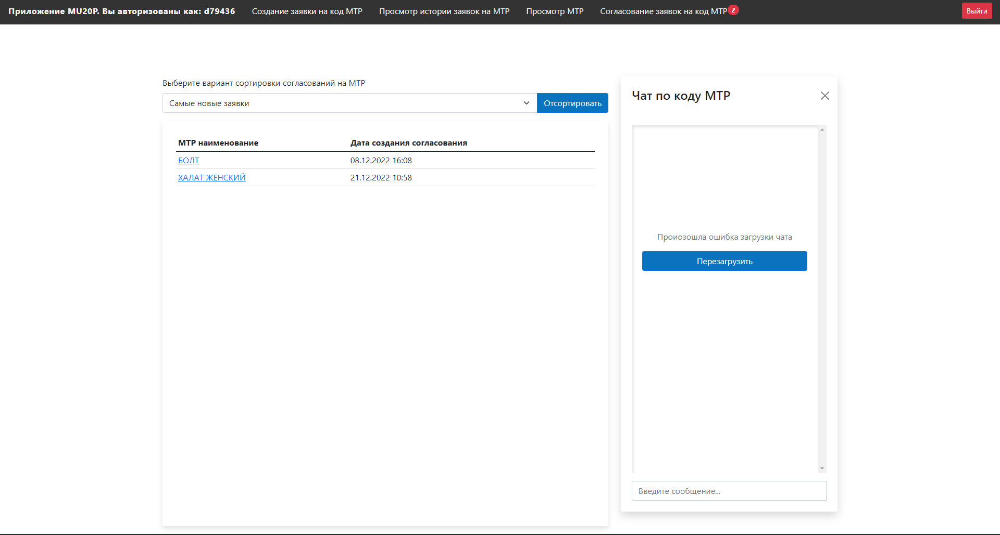 Приложение MU20P. Вы авторизованы как: d79436
Создание заявки на код МТР
Просмотр истории заявок на МТР
Просмотр МТР
Согласование заявок на код МТР 2
Выйти
Выберите вариант сортировки согласований на МТР
Самые новые заявки
Отсортировать
МТР наименование Дата создания согласования
БОЛТ 08.12.2022 16:08
ХАЛАТ ЖЕНСКИЙ 21.12.2022 10:58
Чат по коду МТР
Приозошла ошибка загрузки чата
Перезагрузить
Введите сообщение...